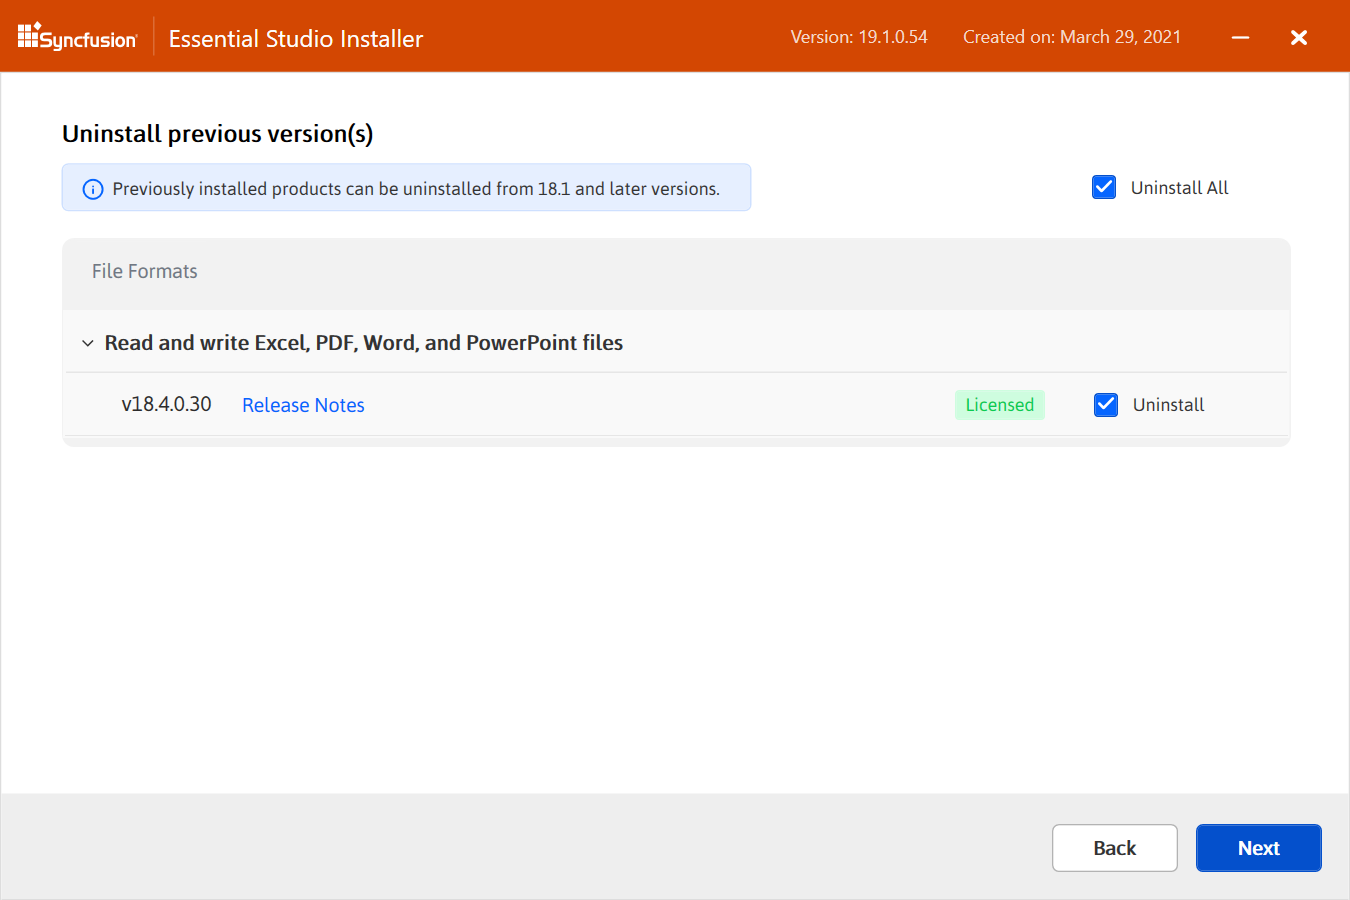 Syncfusion Essential Studio Installer Version: 19.1.0.54 Created on: March 29, 2021
Uninstall previous version(s)
Previously installed products can be uninstalled from 18.1 and later versions. Uninstall All
File Formats
Read and write Excel, PDF, Word, and PowerPoint files
v18.4.0.30 Release Notes Licensed Uninstall
Back Next